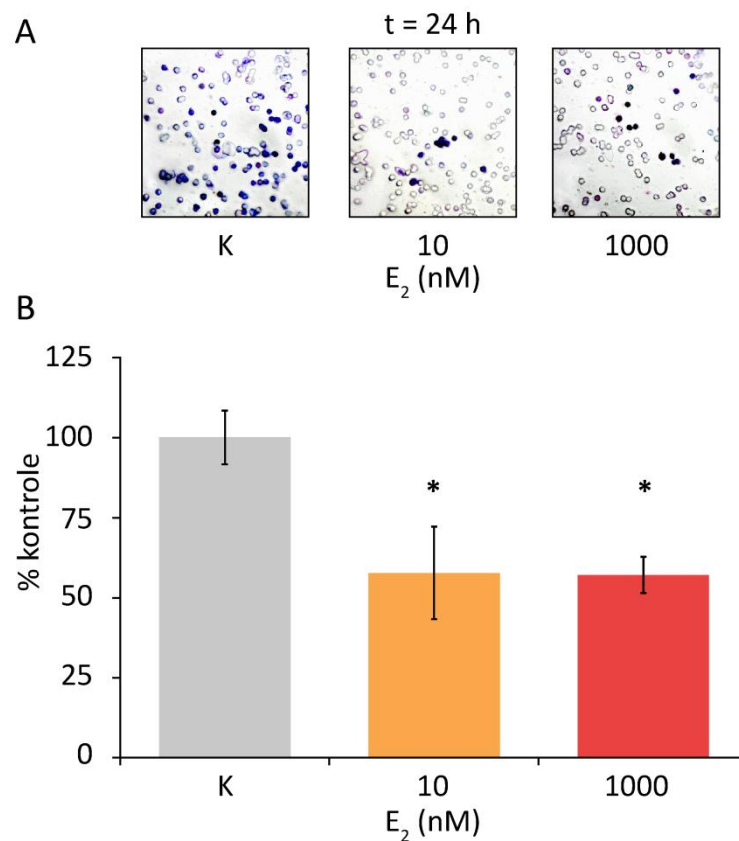 A
t = 24 h
K 10 1000
E₂ (nM)
B
% kontrole
125
100
75
50
25
0
* *
K 10 1000
E₂ (nM)